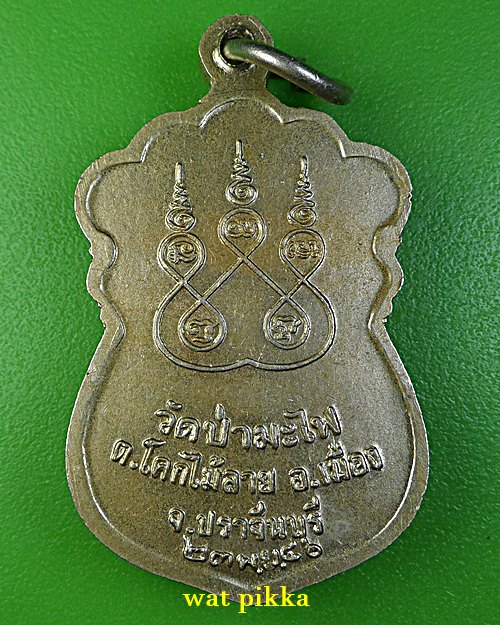 วัดป่ามะไฟ
ต.โคกไม้ลาย อ.เมือง
จ.ปราจีนบุรี
๒๓ พ.ย. ๔๖
wat pikka